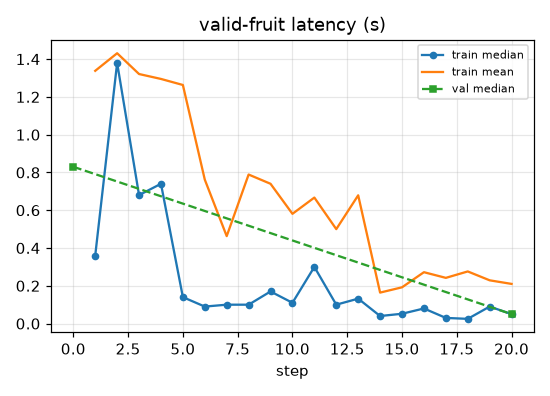 valid-fruit latency (s)
train median
train mean
val median
1.4
1.2
1.0
0.8
0.6
0.4
0.2
0.0
0.0 2.5 5.0 7.5 10.0 12.5 15.0 17.5 20.0
step